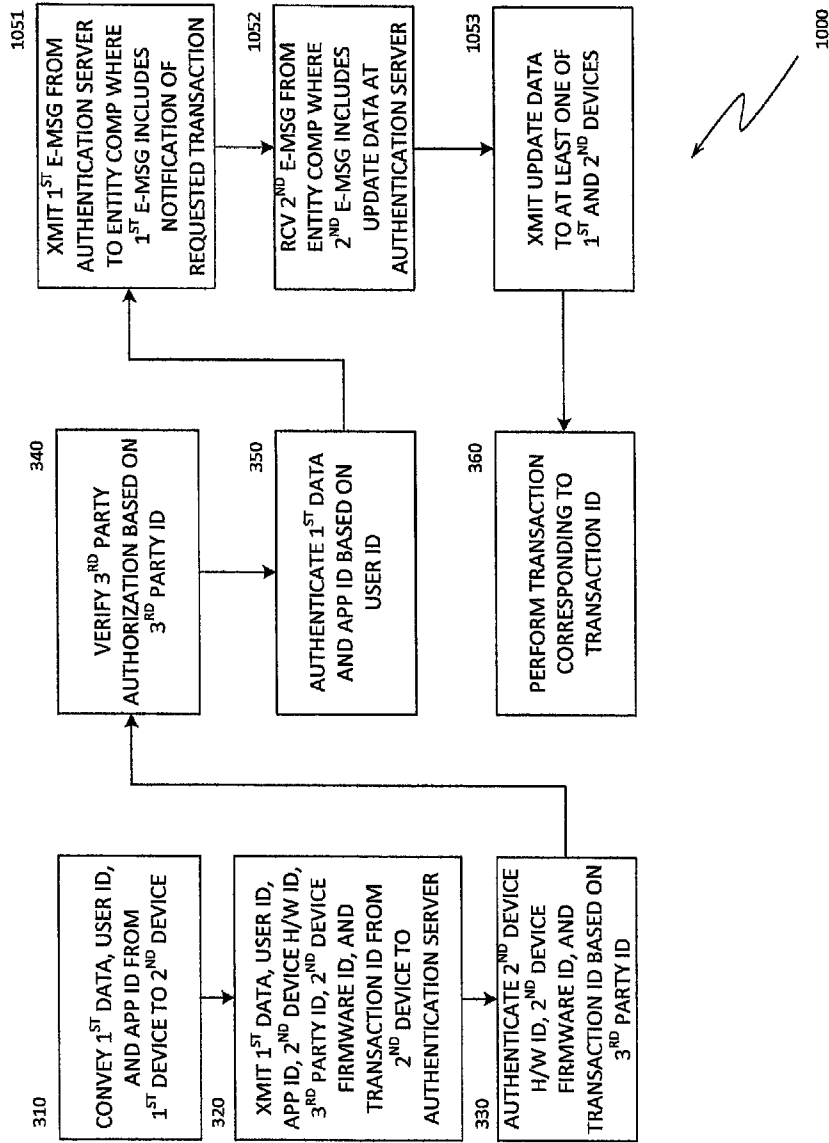 310
CONVEY 1ST DATA, USER ID,
AND APP ID FROM
1ST DEVICE TO 2ND DEVICE
320
XMIT 1ST DATA, USER ID,
APP ID, 2ND DEVICE H/W ID,
3RD PARTY ID, 2ND DEVICE
FIRMWARE ID, AND
TRANSACTION ID FROM
2ND DEVICE TO
AUTHENTICATION SERVER
330
AUTHENTICATE 2ND DEVICE
H/W ID, 2ND DEVICE
FIRMWARE ID, AND
TRANSACTION ID BASED ON
3RD PARTY ID
340
VERIFY 3RD PARTY
AUTHORIZATION BASED ON
3RD PARTY ID
350
AUTHENTICATE 1ST DATA
AND APP ID BASED ON
USER ID
1051
XMIT 1ST E-MSG FROM
AUTHENTICATION SERVER
TO ENTITY COMP WHERE
1ST E-MSG INCLUDES
NOTIFICATION OF
REQUESTED TRANSACTION
1052
RCV 2ND E-MSG FROM
ENTITY COMP WHERE
2ND E-MSG INCLUDES
UPDATE DATA AT
AUTHENTICATION SERVER
1053
XMIT UPDATE DATA
TO AT LEAST ONE OF
1ST AND 2ND DEVICES
360
PERFORM TRANSACTION
CORRESPONDING TO
TRANSACTION ID
1000